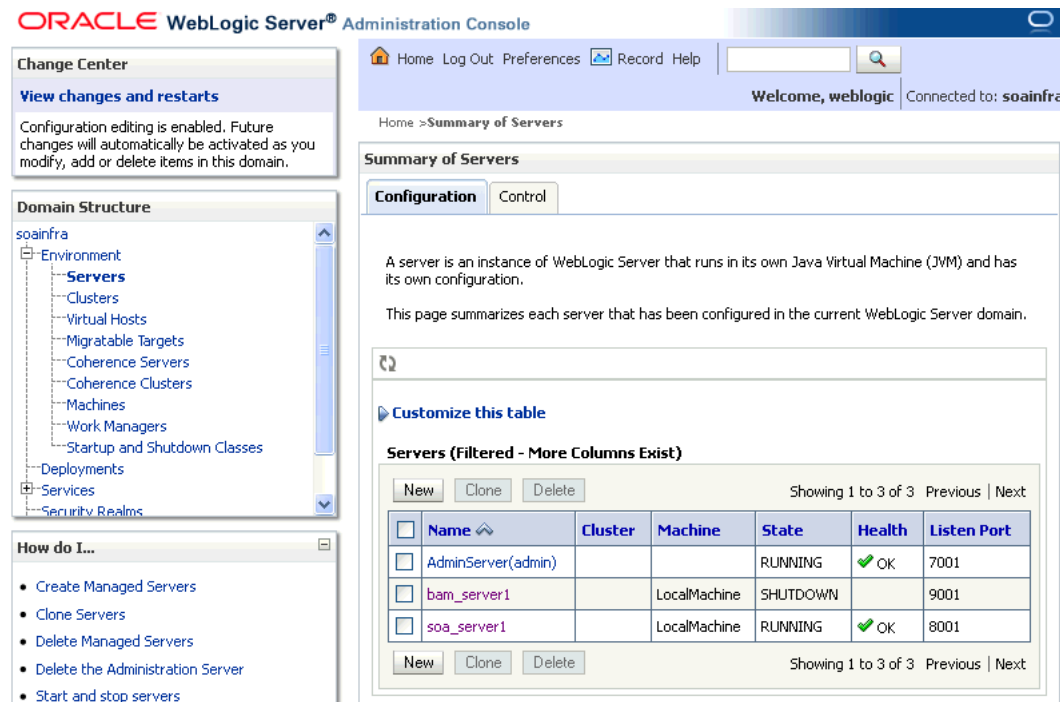 ORACLE WebLogic Server® Administration Console
Change Center
View changes and restarts
Configuration editing is enabled. Future
changes will automatically be activated as you
modify, add or delete items in this domain.
Domain Structure
soainfra
Environment
Servers
Clusters
Virtual Hosts
Migratable Targets
Coherence Servers
Coherence Clusters
Machines
Work Managers
Startup and Shutdown Classes
Deployments
Services
Security Realms
How do I...
Create Managed Servers
Clone Servers
Delete Managed Servers
Delete the Administration Server
Start and stop servers
Home Log Out Preferences Record Help
Welcome, weblogic Connected to: soainfra
Home >Summary of Servers
Summary of Servers
Configuration Control
A server is an instance of WebLogic Server that runs in its own Java Virtual Machine (JVM) and has
its own configuration.
This page summarizes each server that has been configured in the current WebLogic Server domain.
Customize this table
Servers (Filtered - More Columns Exist)
New Clone Delete Showing 1 to 3 of 3 Previous | Next
Name Cluster Machine State Health Listen Port
AdminServer(admin) RUNNING OK 7001
bam_server1 LocalMachine SHUTDOWN 9001
soa_server1 LocalMachine RUNNING OK 8001
New Clone Delete Showing 1 to 3 of 3 Previous | Next